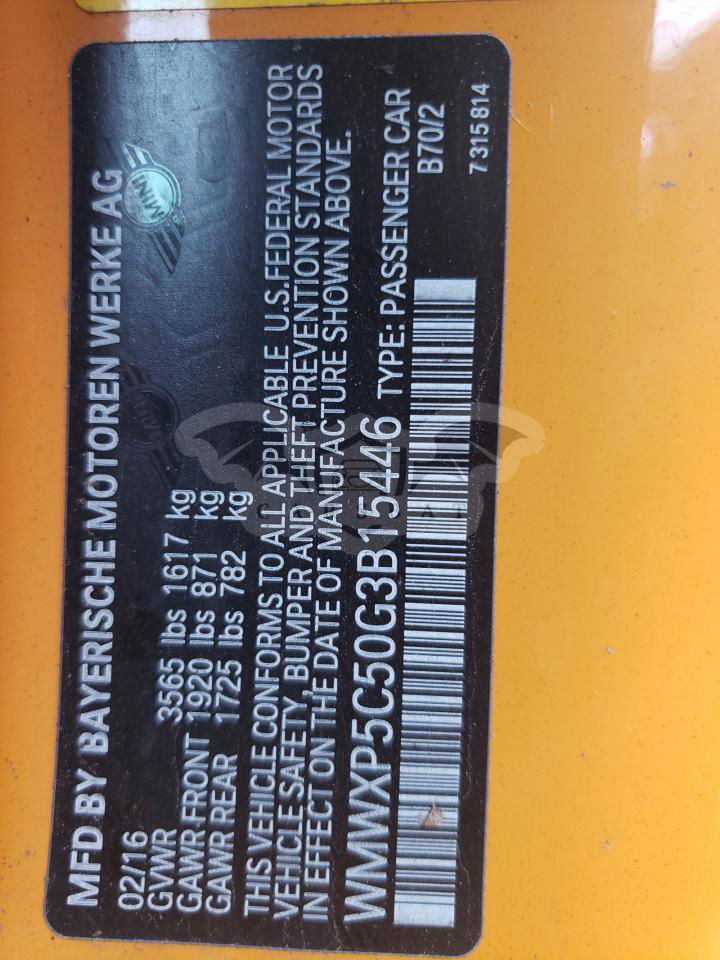 MFD BY BAYERISCHE MOTOREN WERKE AG
02/16
GVWR 3565 lbs 1617 kg
GAWR FRONT 1920 lbs 871 kg
GAWR REAR 1725 lbs 782 kg
MINI
MINI
THIS VEHICLE CONFORMS TO ALL APPLICABLE U.S.FEDERAL MOTOR
VEHICLE SAFETY, BUMPER AND THEFT PREVENTION STANDARDS
IN EFFECT ON THE DATE OF MANUFACTURE SHOWN ABOVE.
WMWXP5C50G3B15446 TYPE: PASSENGER CAR
B70/2
7315814